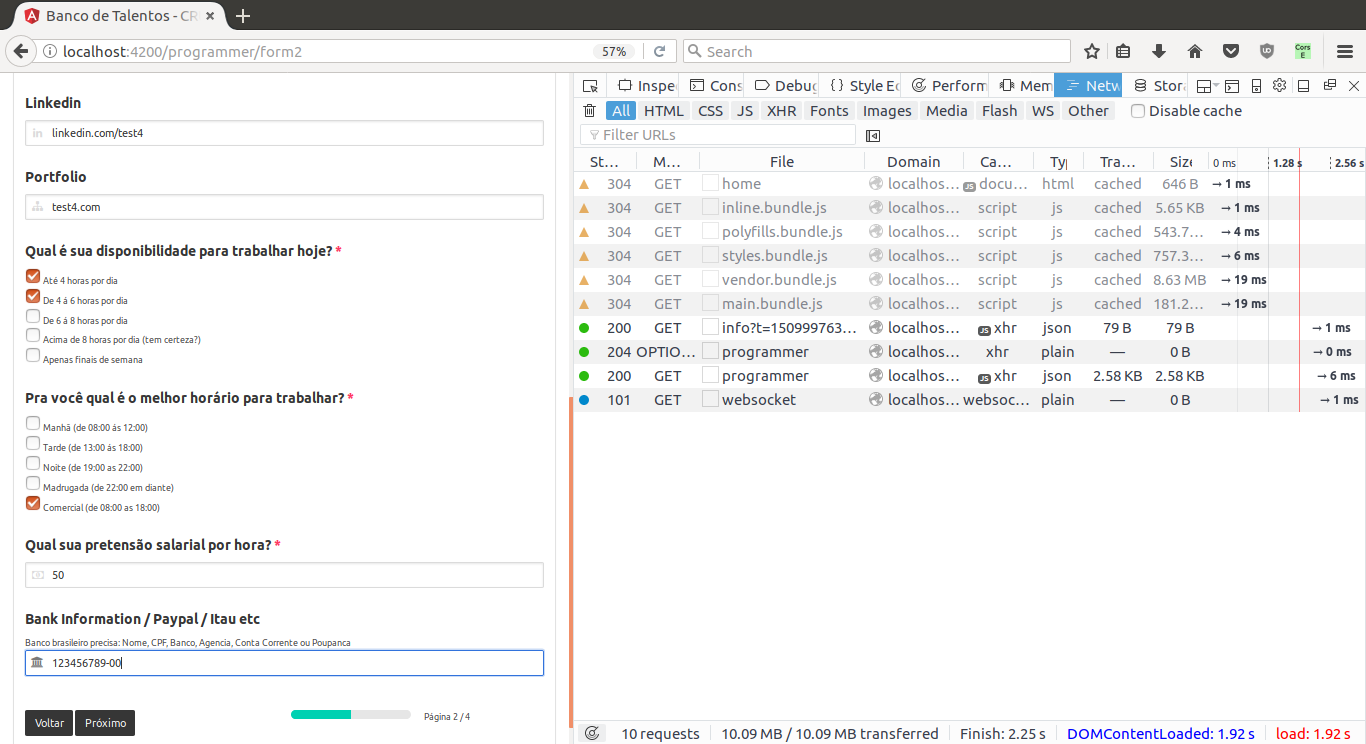 Banco de Talentos - CR
localhost:4200/programmer/form2
57%
Search
Cors
E
Linkedin
linkedin.com/test4
Portfolio
test4.com
Qual é sua disponibilidade para trabalhar hoje? *
Até 4 horas por dia
De 4 á 6 horas por dia
De 6 á 8 horas por dia
Acima de 8 horas por dia (tem certeza?)
Apenas finais de semana
Pra você qual é o melhor horário para trabalhar? *
Manhã (de 08:00 ás 12:00)
Tarde (de 13:00 ás 18:00)
Noite (de 19:00 as 22:00)
Madrugada (de 22:00 em diante)
Comercial (de 08:00 as 18:00)
Qual sua pretensão salarial por hora? *
50
Bank Information / Paypal / Itau etc
Banco brasileiro precisa: Nome, CPF, Banco, Agencia, Conta Corrente ou Poupanca
123456789-00
Voltar Próximo Página 2 / 4
Inspe Cons Debug {} Style Ec Perform Mem Netw Stor
All HTML CSS JS XHR Fonts Images Media Flash WS Other Disable cache
Filter URLs
St... M... File Domain Ca... Typ Tra... Size 0 ms 1.28 s 2.56 s
304 GET home localhos... JS docu... html cached 646 B → 1 ms
304 GET inline.bundle.js localhos... script js cached 5.65 KB → 1 ms
304 GET polyfills.bundle.js localhos... script js cached 543.7... → 4 ms
304 GET styles.bundle.js localhos... script js cached 757.3... → 6 ms
304 GET vendor.bundle.js localhos... script js cached 8.63 MB → 19 ms
304 GET main.bundle.js localhos... script js cached 181.2... → 19 ms
200 GET info?t=150999763... localhos... JS xhr json 79 B 79 B → 1 ms
204 OPTIO... programmer localhos... xhr plain — 0 B → 0 ms
200 GET programmer localhos... JS xhr json 2.58 KB 2.58 KB → 6 ms
101 GET websocket localhos... websoc... plain — 0 B → 1 ms
10 requests 10.09 MB / 10.09 MB transferred Finish: 2.25 s DOMContentLoaded: 1.92 s load: 1.92 s